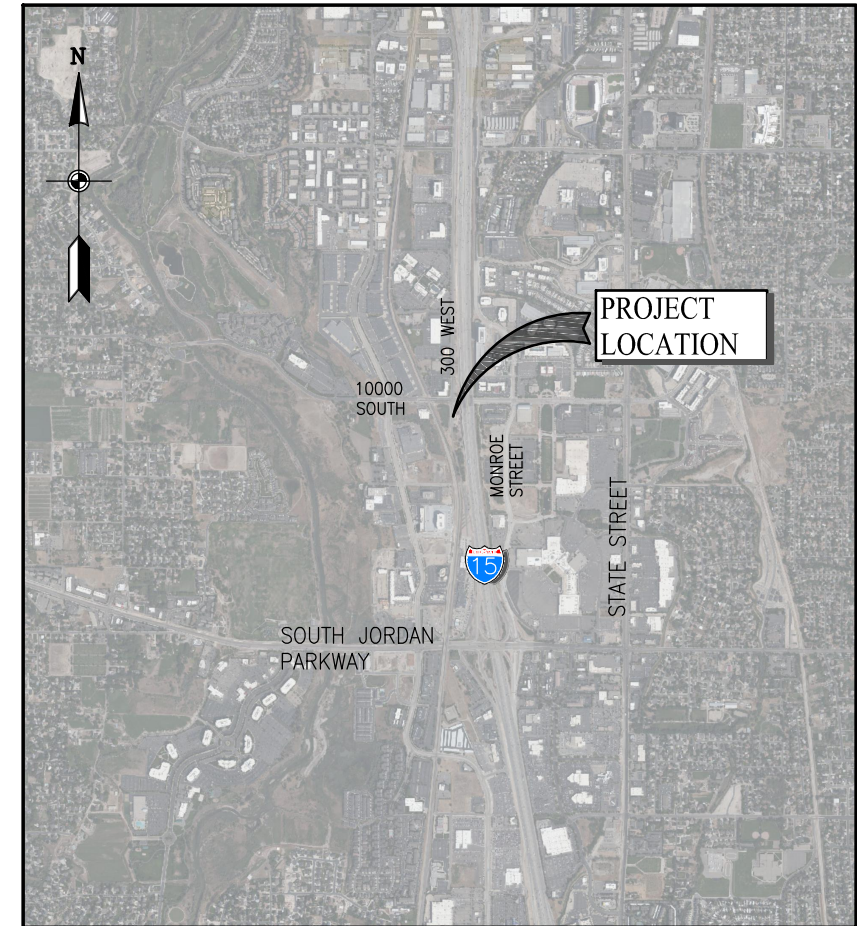 N
PROJECT
LOCATION
300 WEST
10000
SOUTH
MONROE
STREET
STATE STREET
15
SOUTH JORDAN
PARKWAY